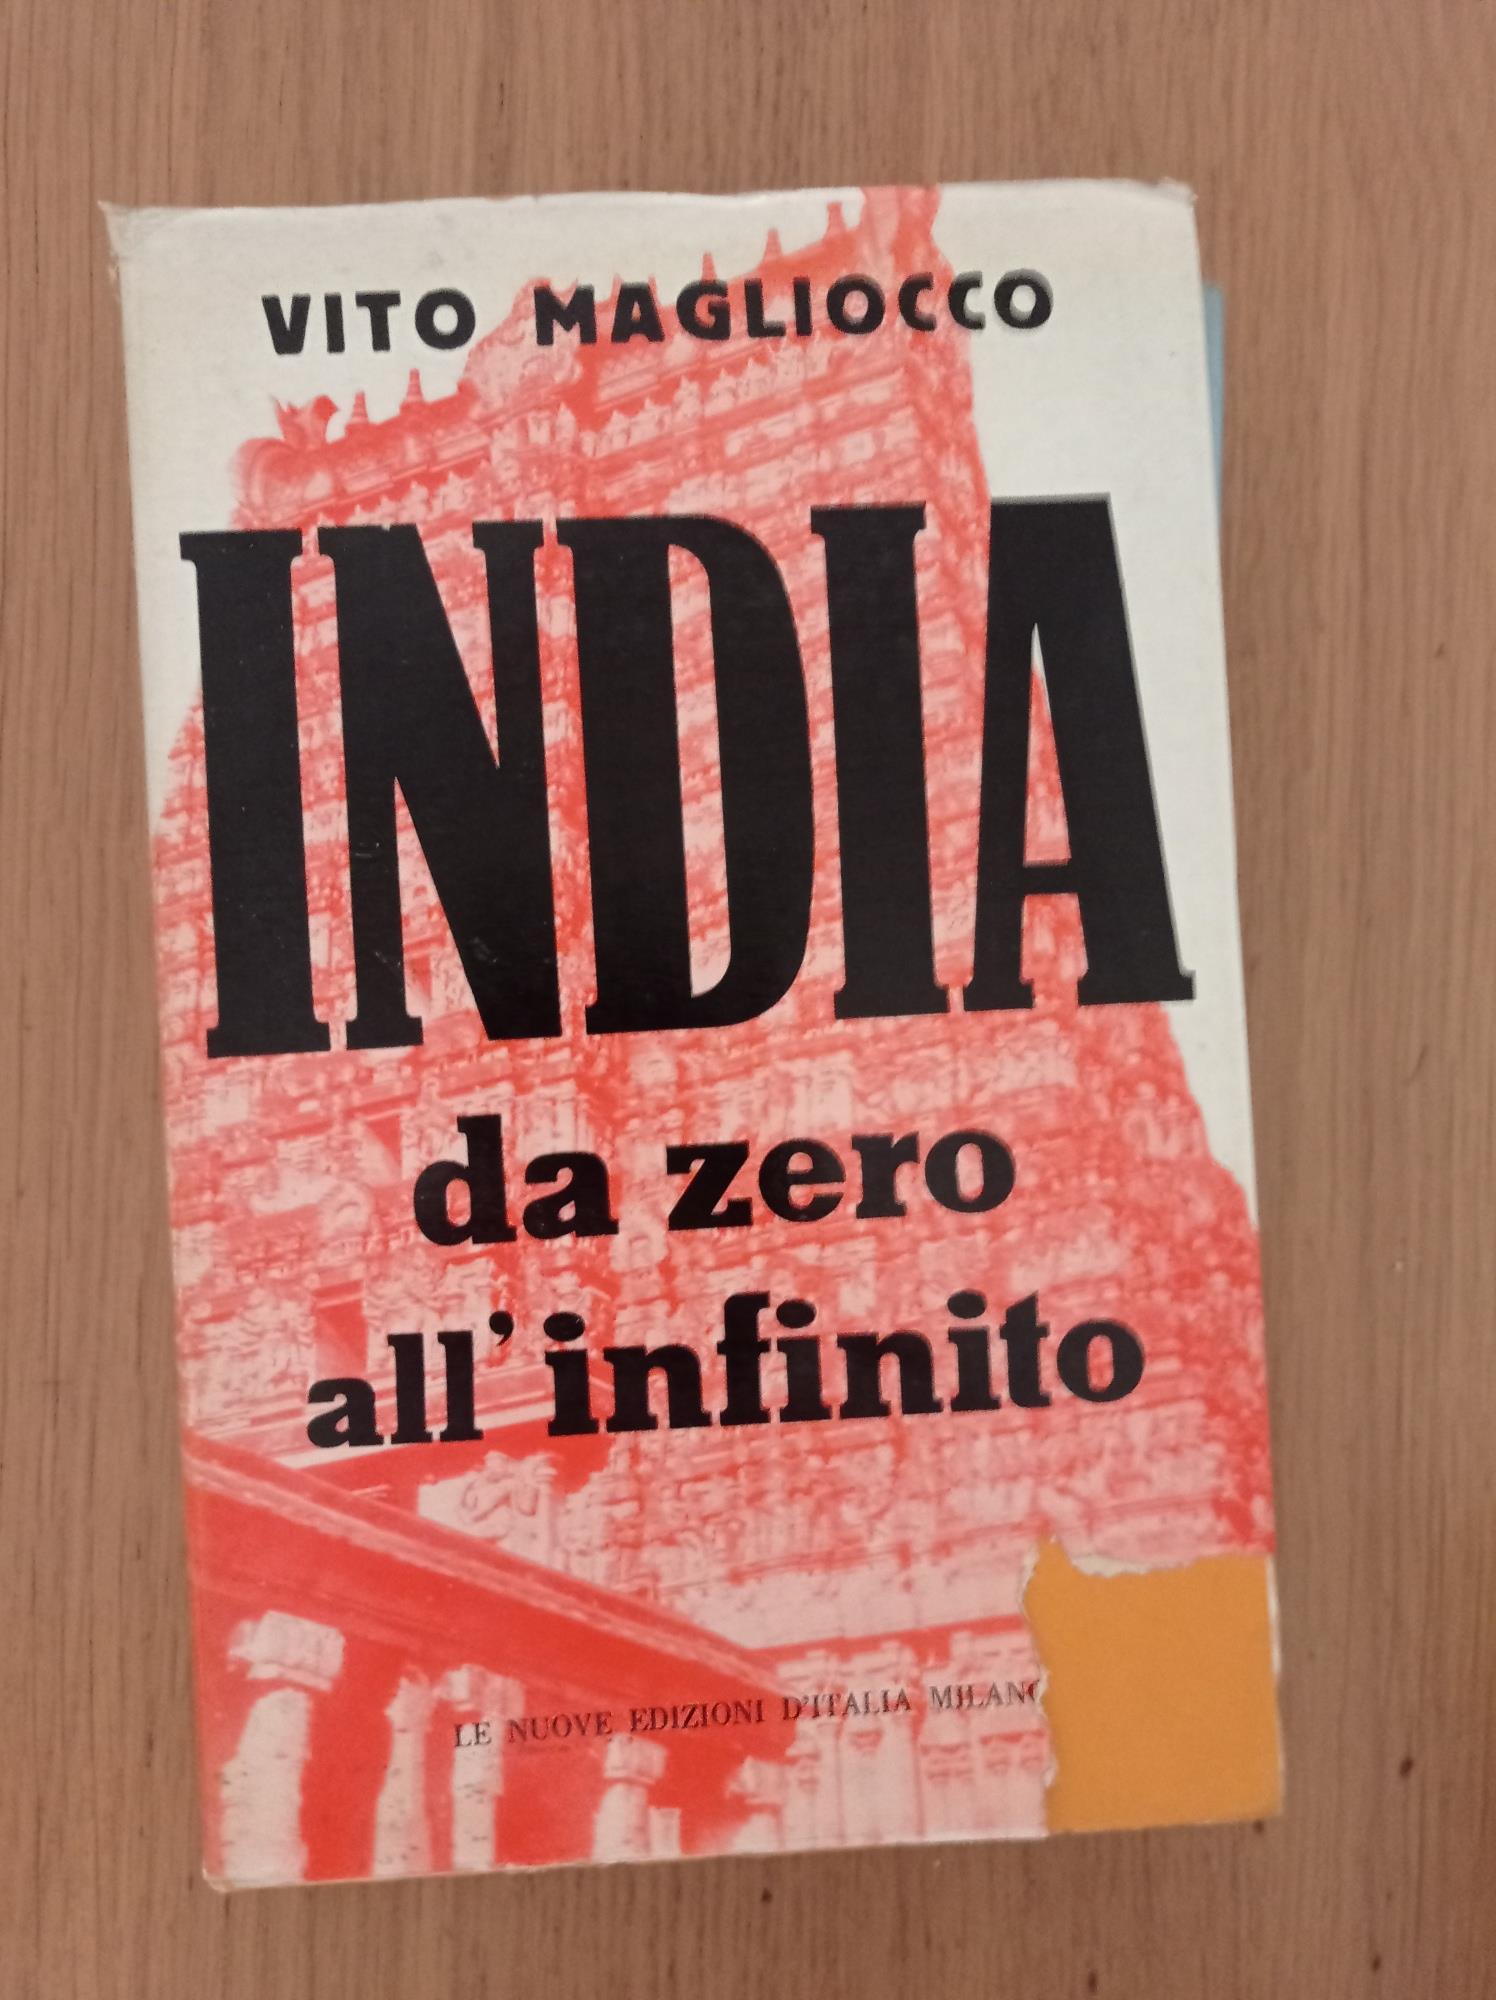 VITO MAGLIOCCO
INDIA
da zero
all'infinito
LE NUOVE EDIZIONI D'ITALIA MILANO